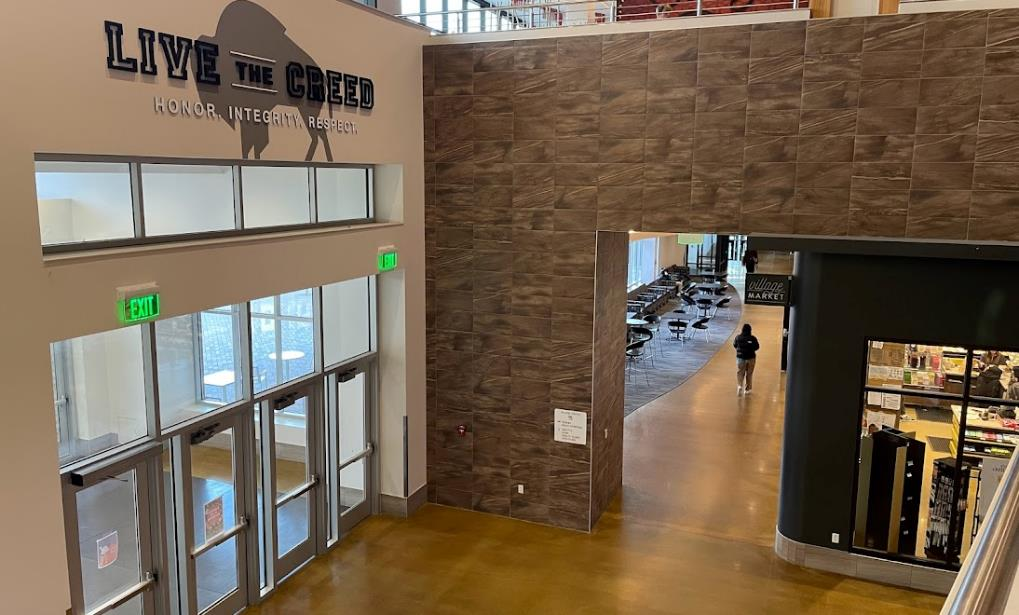 LIVE THE CREED
HONOR. INTEGRITY. RESPECT.
EXIT
EXIT
village
MARKET